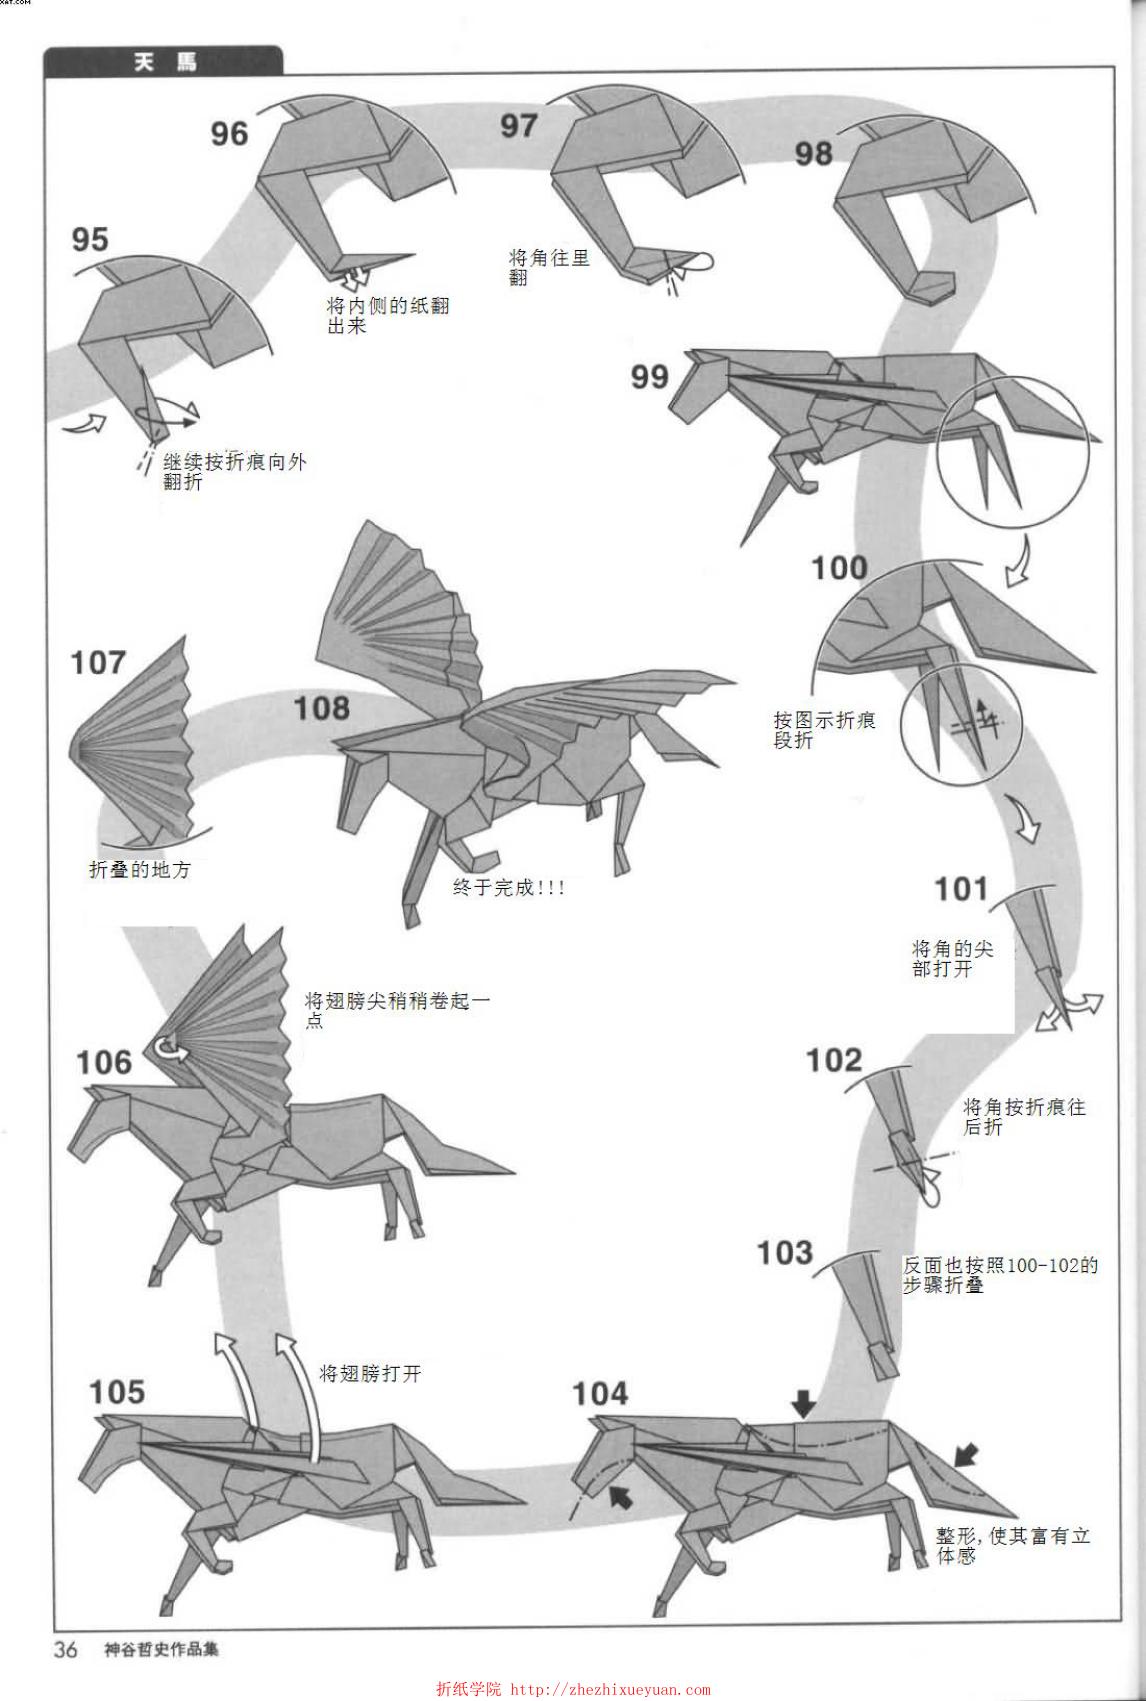 天馬
95
继续按折痕向外
翻折
96
将内侧的纸翻
出来
97
将角往里
翻
98
99
100
按图示折痕
段折
101
将角的尖
部打开
102
将角按折痕往
后折
103
反面也按照100-102的
步骤折叠
104
整形,使其富有立
体感
105
将翅膀打开
106
将翅膀尖稍稍卷起一
点
107
折叠的地方
108
终于完成!!!
36 神谷哲史作品集
折纸学院 http://zhezhixueyuan.com